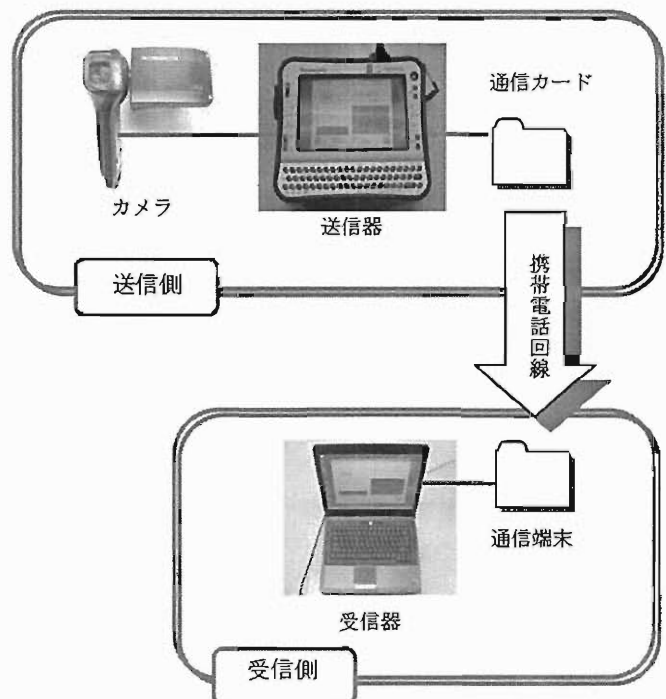 通信カード
カメラ
送信器
送信側
携帯電話回線
通信端末
受信器
受信側